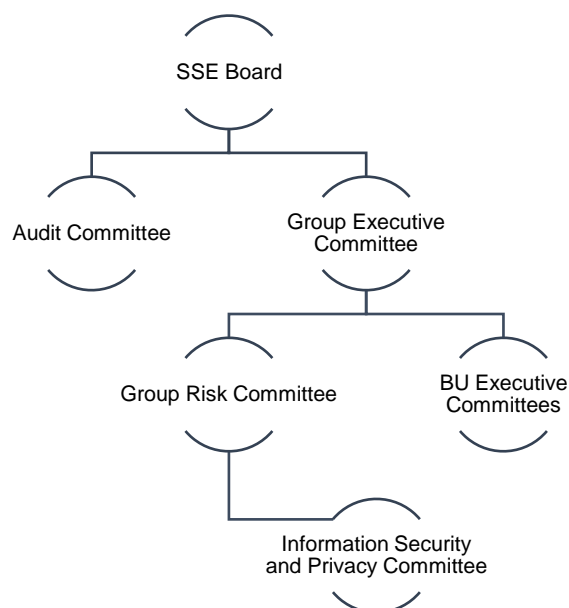 SSE Board
Audit Committee
Group Executive
Committee
Group Risk Committee
BU Executive
Committees
Information Security
and Privacy Committee